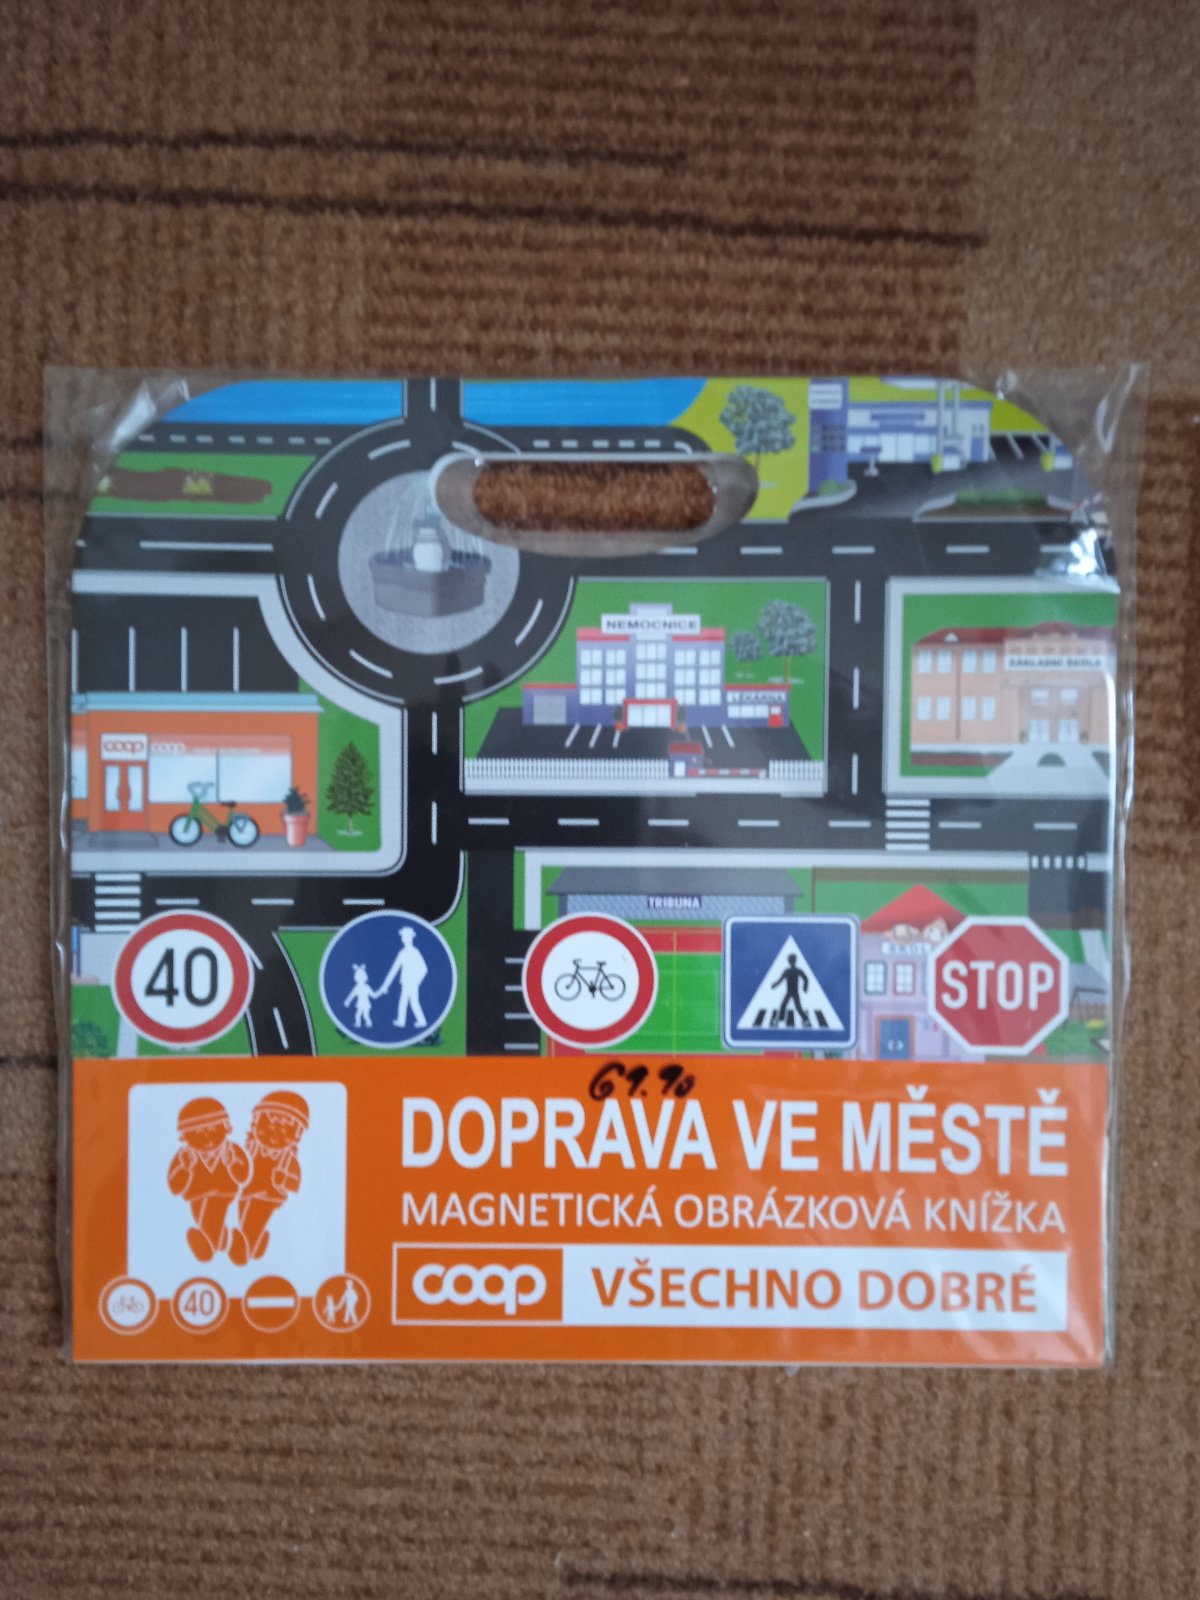 NEMOCNICE
LÉKÁRNA
ZÁKLADNÍ ŠKOLA
coop
TRIBUNA
40
STOP
69.90
DOPRAVA VE MĚSTĚ
MAGNETICKÁ OBRÁZKOVÁ KNÍŽKA
40
coop VŠECHNO DOBRÉ